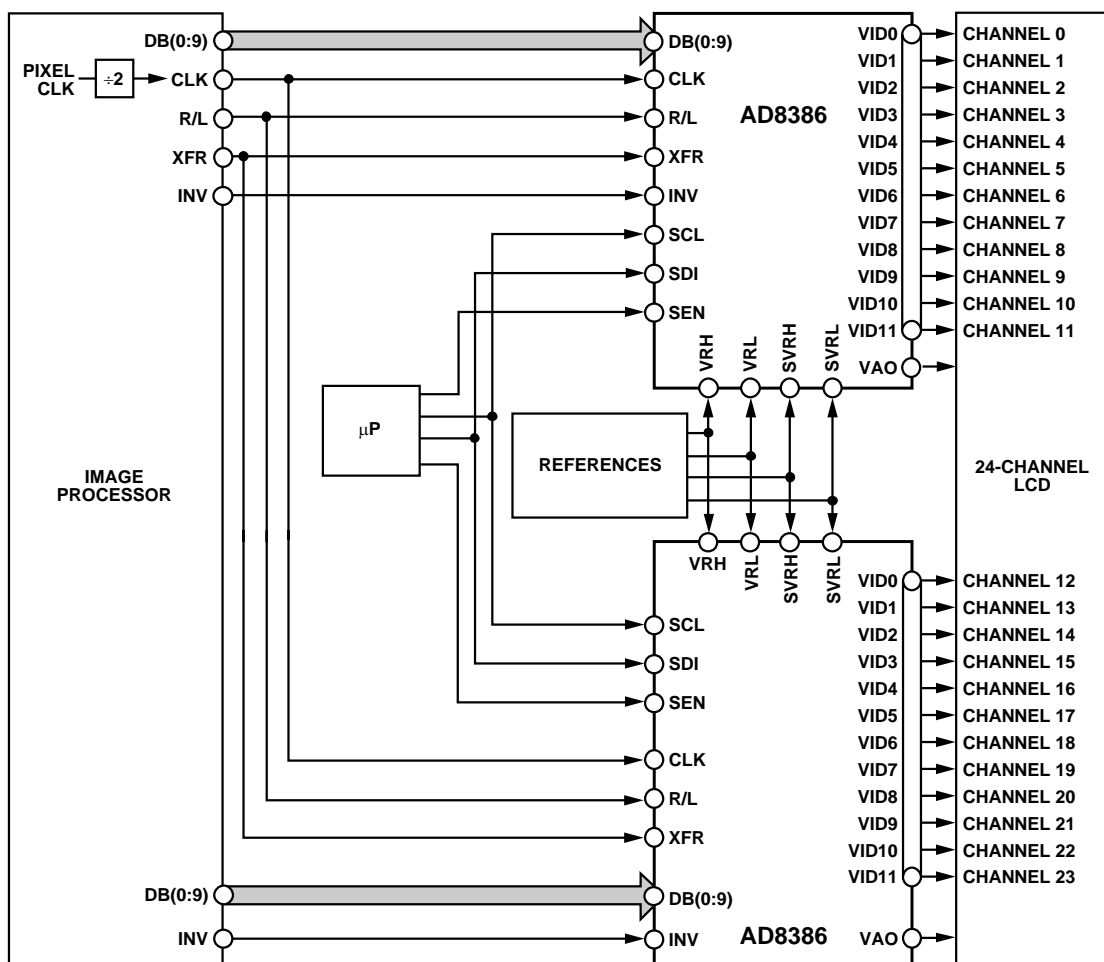 DB(0:9)
PIXEL
CLK
÷2
CLK
R/L
XFR
INV
IMAGE
PROCESSOR
DB(0:9)
INV
µP
REFERENCES
DB(0:9)
CLK
R/L
XFR
INV
SCL
SDI
SEN
AD8386
VRH
VRL
SVRH
SVRL
VID0
VID1
VID2
VID3
VID4
VID5
VID6
VID7
VID8
VID9
VID10
VID11
VAO
CHANNEL 0
CHANNEL 1
CHANNEL 2
CHANNEL 3
CHANNEL 4
CHANNEL 5
CHANNEL 6
CHANNEL 7
CHANNEL 8
CHANNEL 9
CHANNEL 10
CHANNEL 11
24-CHANNEL
LCD
VRH
VRL
SVRH
SVRL
SCL
SDI
SEN
CLK
R/L
XFR
DB(0:9)
INV
AD8386
VID0
VID1
VID2
VID3
VID4
VID5
VID6
VID7
VID8
VID9
VID10
VID11
VAO
CHANNEL 12
CHANNEL 13
CHANNEL 14
CHANNEL 15
CHANNEL 16
CHANNEL 17
CHANNEL 18
CHANNEL 19
CHANNEL 20
CHANNEL 21
CHANNEL 22
CHANNEL 23